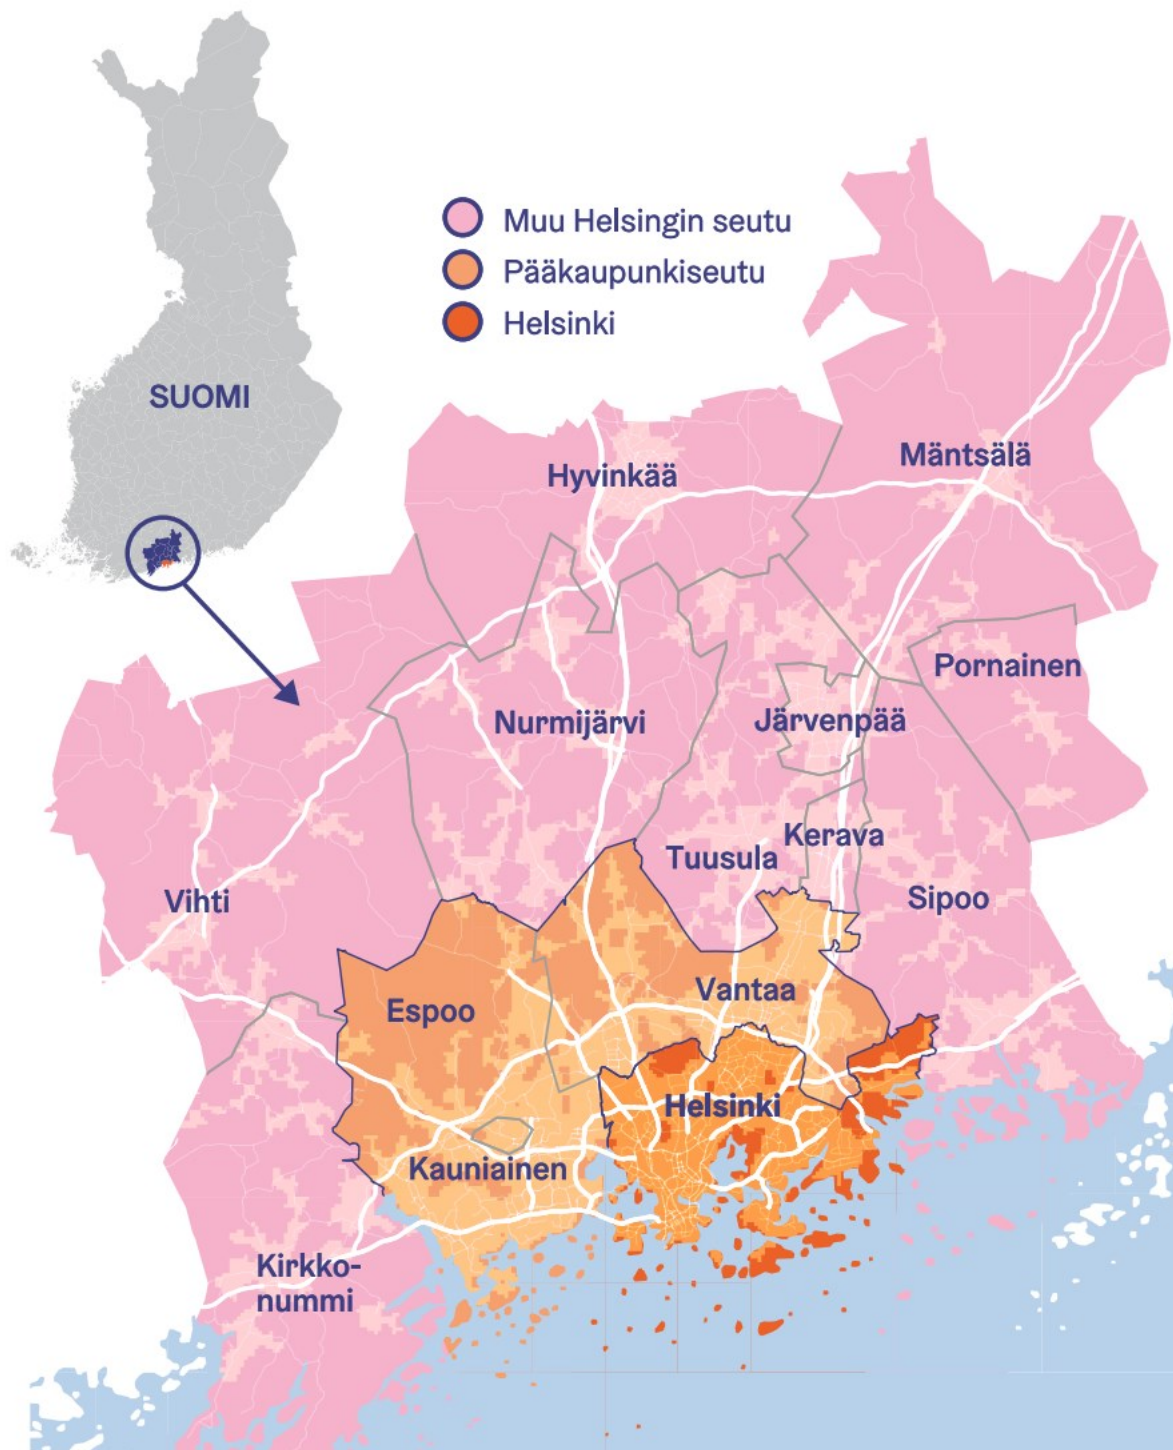 Muu Helsingin seutu
Pääkaupunkiseutu
Helsinki
SUOMI
Hyvinkää
Mäntsälä
Pornainen
Nurmijärvi
Järvenpää
Kerava
Tuusula
Vihti
Sipoo
Espoo
Vantaa
Helsinki
Kauniainen
Kirkko-
nummi